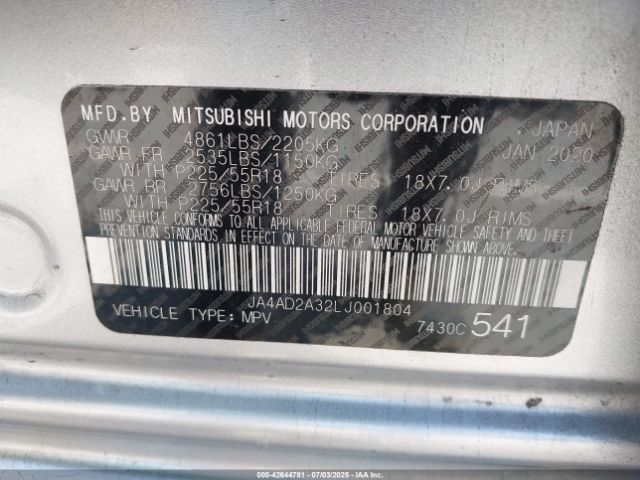 MFD.BY MITSUBISHI MOTORS CORPORATION JAPAN
GWR 4861LBS/2205KG JAN 2020
GAWR FR 2535LBS/1150KG
WITH P225/55R18 TIRES 18X7.0J RIMS
GAWR RR 2756LBS/1250KG
WITH P225/55R18 TIRES 18X7.0J RIMS
THIS VEHICLE CONFORMS TO ALL APPLICABLE FEDERAL MOTOR VEHICLE SAFETY AND THEFT
PREVENTION STANDARDS IN EFFECT ON THE DATE OF MANUFACTURE SHOWN ABOVE.
JA4AD2A32LJ001804
VEHICLE TYPE: MPV 7430C 541
000-42644781 - 07/03/2025 - IAAI.COM